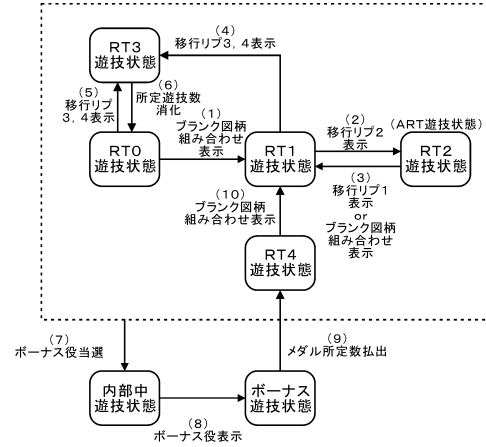 (4)
移行リプ3, 4表示
RT3
遊技状態
(5)
移行リプ
3, 4表示
(6)
所定遊技数
消化
(1)
ブランク図柄
組み合わせ
表示
RT0
遊技状態
RT1
遊技状態
(2)
移行リプ2
表示
(ART遊技状態)
RT2
遊技状態
(3)
移行リプ1
表示
or
ブランク図柄
組み合わせ
表示
(10)
ブランク図柄
組み合わせ表示
RT4
遊技状態
(7)
ボーナス役当選
(9)
メダル所定数払出
内部中
遊技状態
ボーナス
遊技状態
(8)
ボーナス役表示